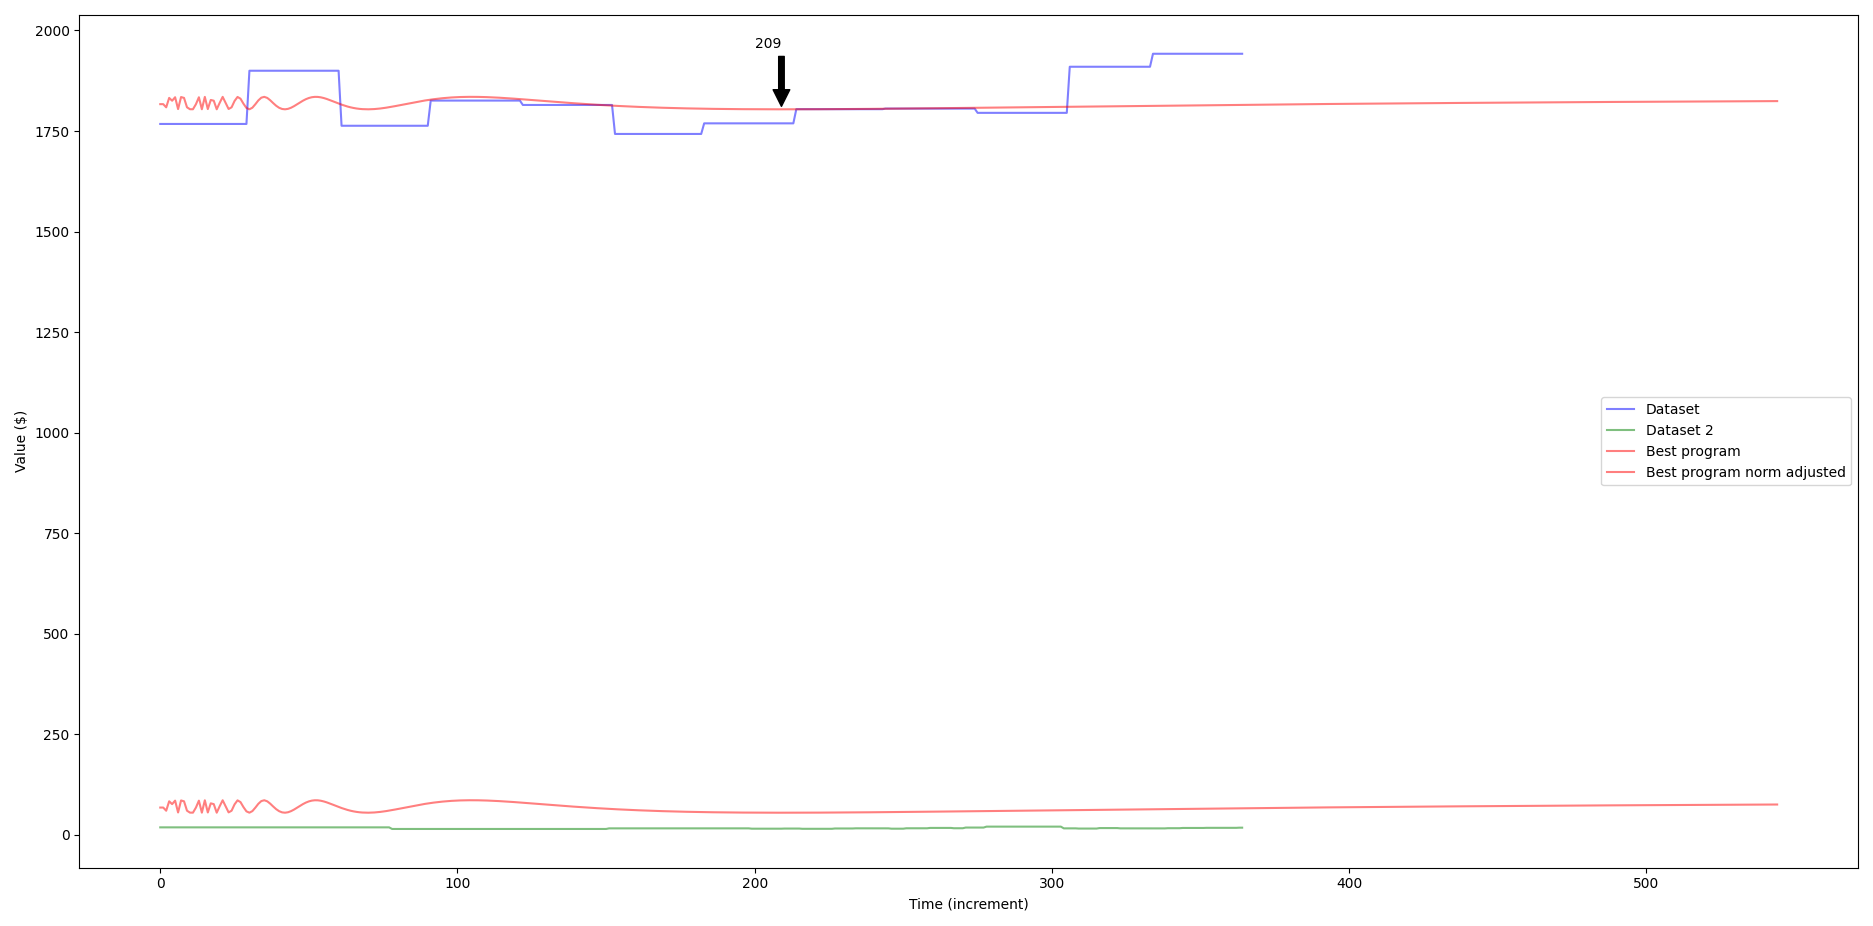 2000
1750
1500
1250
1000
750
500
250
0
Value ($)
209
Dataset
Dataset 2
Best program
Best program norm adjusted
0 100 200 300 400 500
Time (increment)